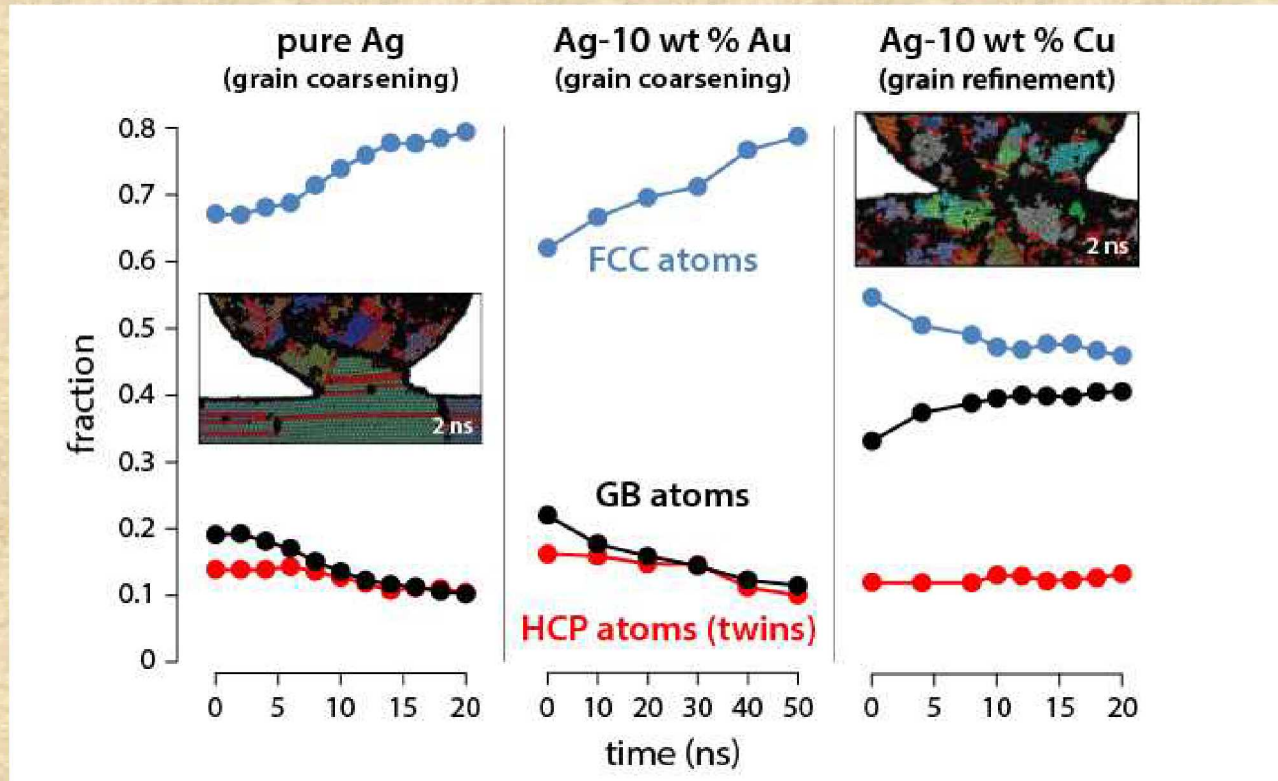 pure Ag
(grain coarsening)
Ag-10 wt % Au
(grain coarsening)
Ag-10 wt % Cu
(grain refinement)
0.8
0.7
0.6
0.5
0.4
0.3
0.2
0.1
0
fraction
2 ns
FCC atoms
GB atoms
HCP atoms (twins)
2 ns
0 5 10 15 20
0 10 20 30 40 50
0 5 10 15 20
time (ns)